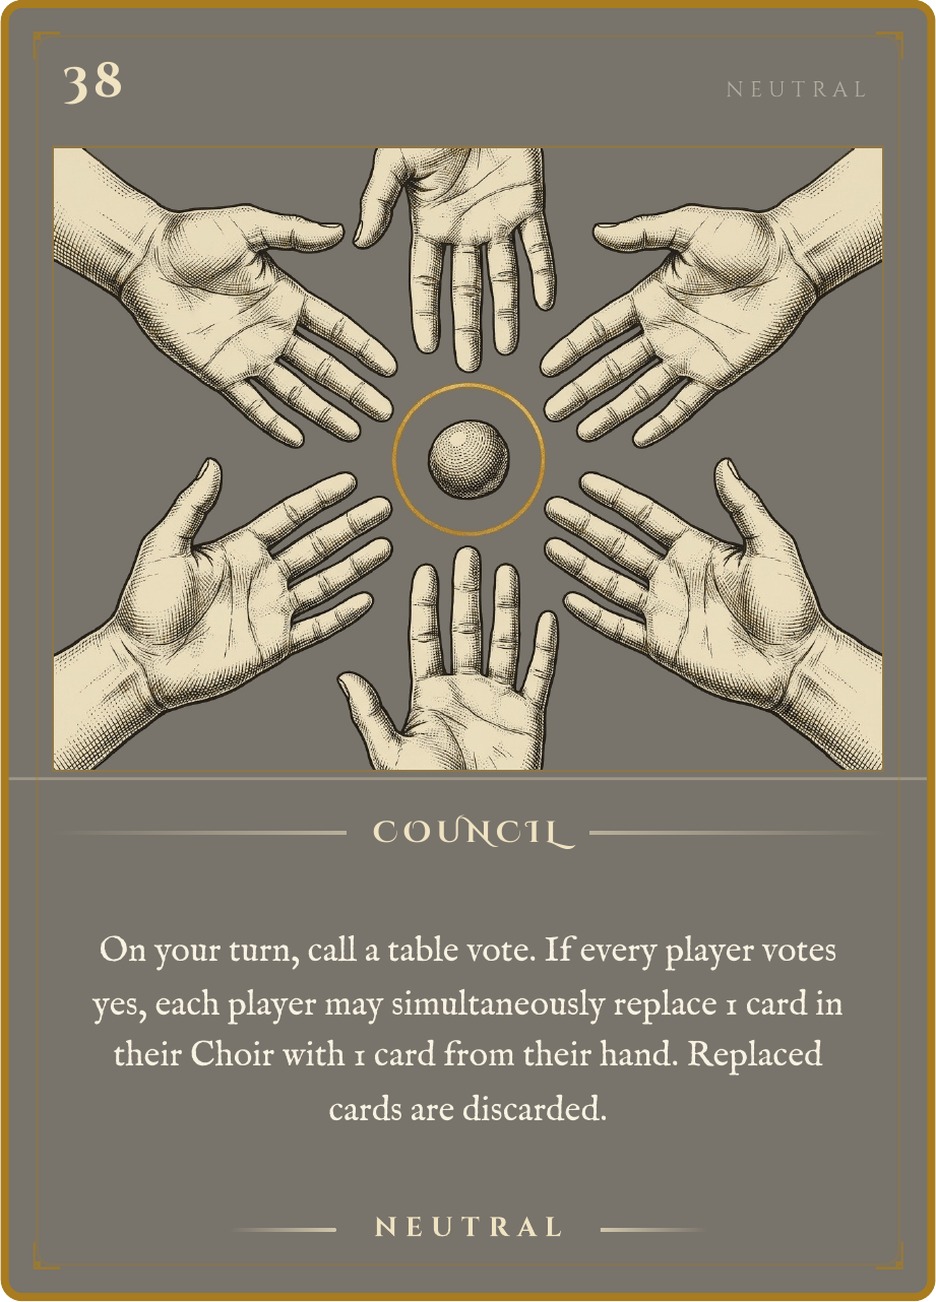 38
NEUTRAL
COUNCIL
On your turn, call a table vote. If every player votes
yes, each player may simultaneously replace 1 card in
their Choir with 1 card from their hand. Replaced
cards are discarded.
NEUTRAL